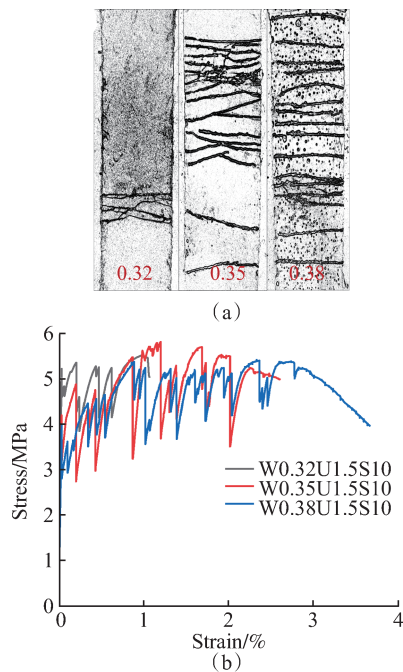 0.32 0.35 0.38
(a)
6
5
4
3
2
1
0
Stress/MPa
W0.32U1.5S10
W0.35U1.5S10
W0.38U1.5S10
0 1 2 3 4
Strain/%
(b)